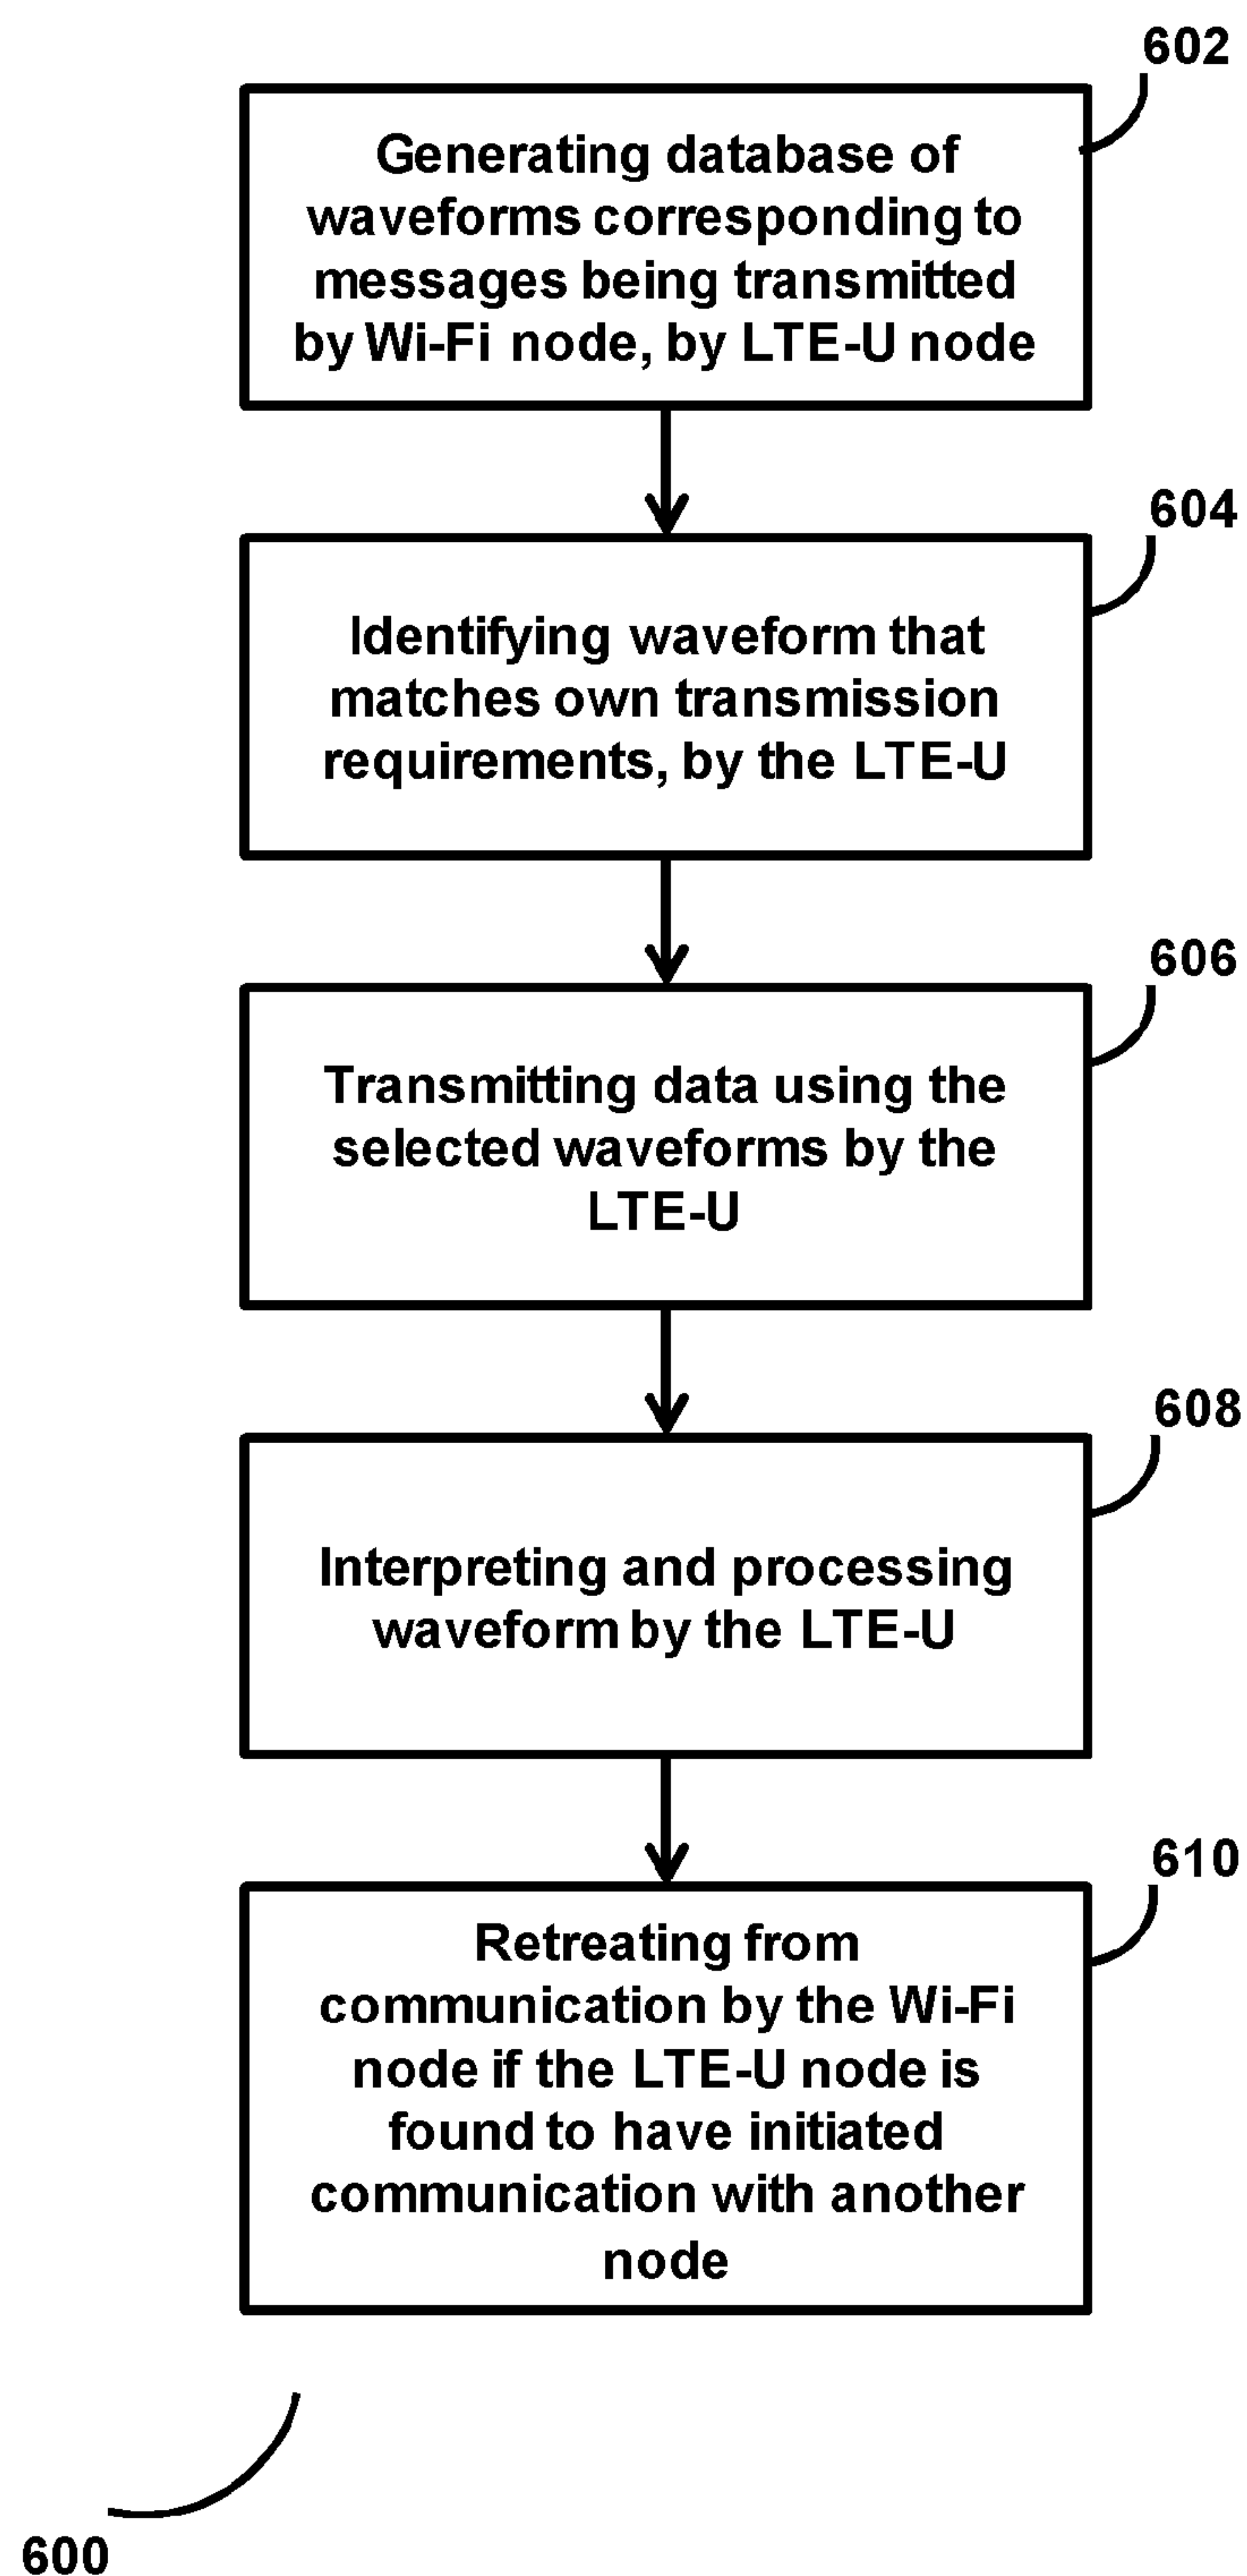 602
Generating database of
waveforms corresponding to
messages being transmitted
by Wi-Fi node, by LTE-U node
604
Identifying waveform that
matches own transmission
requirements, by the LTE-U
606
Transmitting data using the
selected waveforms by the
LTE-U
608
Interpreting and processing
waveform by the LTE-U
610
Retreating from
communication by the Wi-Fi
node if the LTE-U node is
found to have initiated
communication with another
node
600